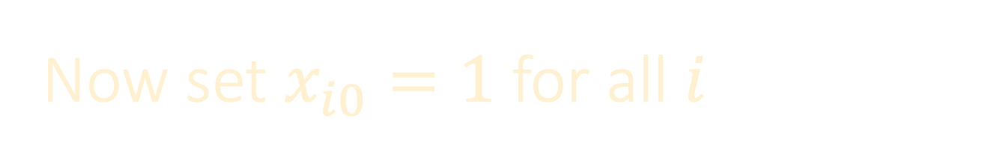 Now set $x_{i0} = 1$ for all $i$